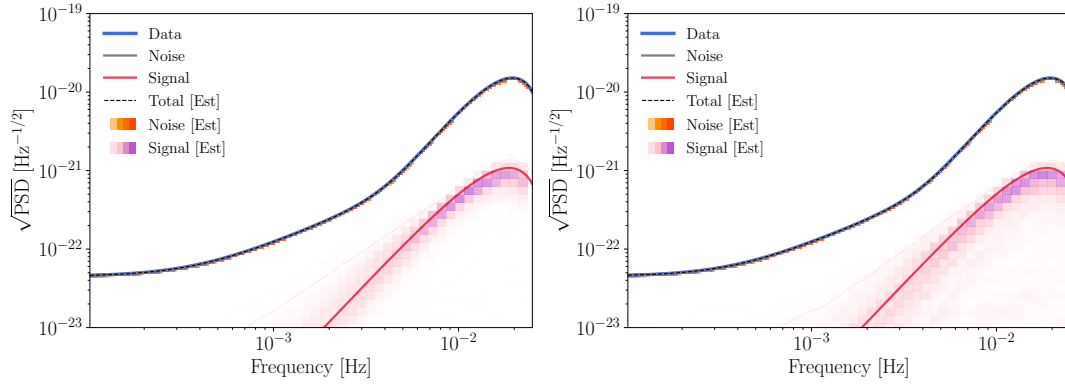 10⁻¹⁹
10⁻²⁰
10⁻²¹
10⁻²²
10⁻²³
√PSD [Hz⁻¹/²]
Data
Noise
Signal
Total [Est]
Noise [Est]
Signal [Est]
10⁻³
10⁻²
Frequency [Hz]
10⁻¹⁹
10⁻²⁰
10⁻²¹
10⁻²²
10⁻²³
√PSD [Hz⁻¹/²]
Data
Noise
Signal
Total [Est]
Noise [Est]
Signal [Est]
10⁻³
10⁻²
Frequency [Hz]